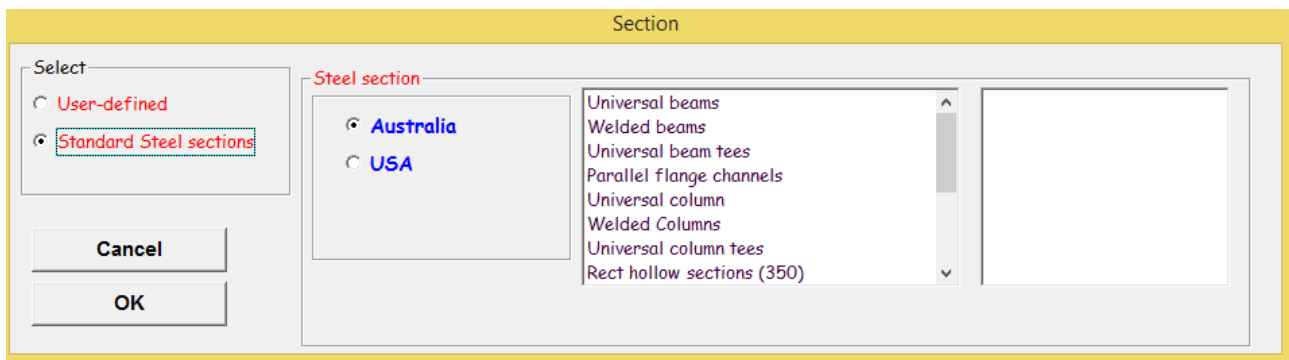 Section
Select
User-defined
Standard Steel sections
Cancel
OK
Steel section
Australia
USA
Universal beams
Welded beams
Universal beam tees
Parallel flange channels
Universal column
Welded Columns
Universal column tees
Rect hollow sections (350)